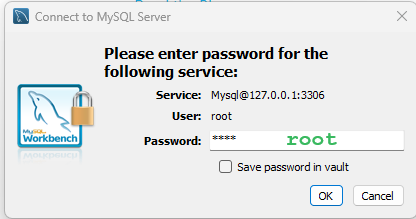 Connect to MySQL Server
Please enter password for the
following service:
Service: Mysql@127.0.0.1:3306
User: root
Password: **** root
Save password in vault
OK Cancel
MySQL
Workbench